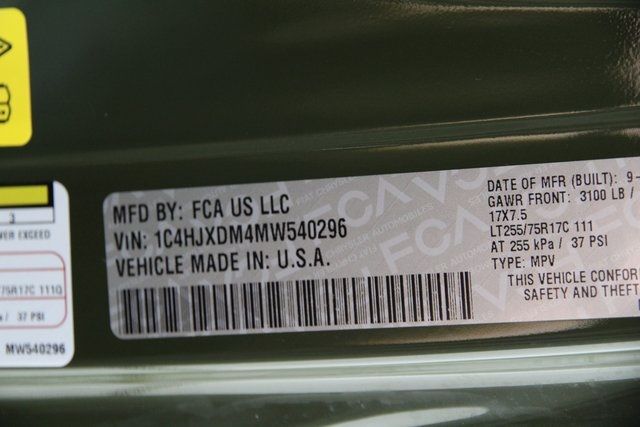 3
WER EXCEED
/75R17C 111Q
/ 37 PSI
MW540296
MFD BY: FCA US LLC
VIN: 1C4HJXDM4MW540296
VEHICLE MADE IN: U.S.A.
DATE OF MFR (BUILT): 9-
GAWR FRONT: 3100 LB /
17X7.5
LT255/75R17C 111
AT 255 kPa / 37 PSI
TYPE: MPV
THIS VEHICLE CONFOR
SAFETY AND THEFT